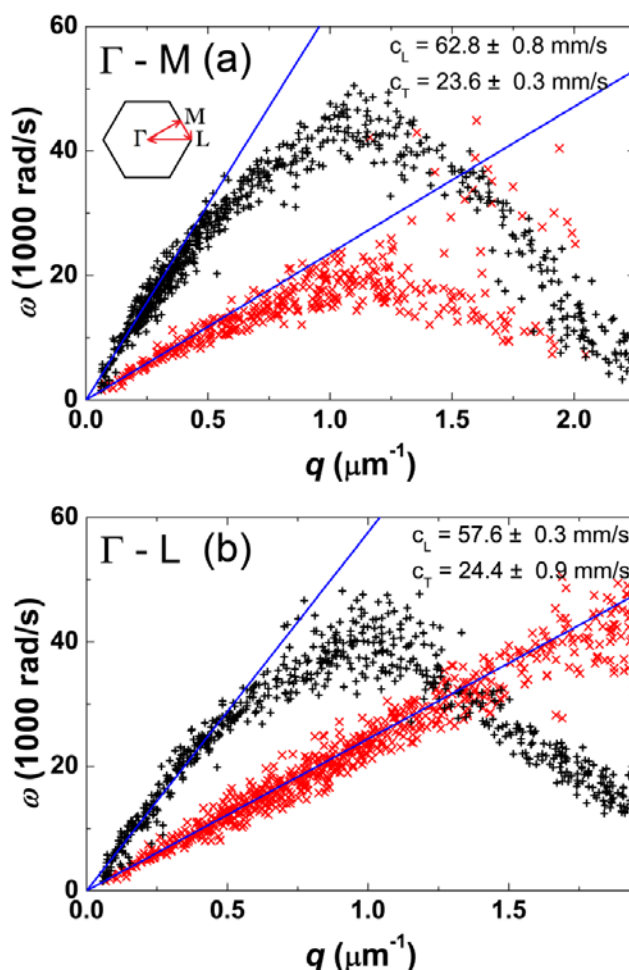 Γ - M (a)
c_L = 62.8 ± 0.8 mm/s
c_T = 23.6 ± 0.3 mm/s
M
Γ
L
60
40
20
0
ω (1000 rad/s)
0.0 0.5 1.0 1.5 2.0
q (μm⁻¹)
Γ - L (b)
c_L = 57.6 ± 0.3 mm/s
c_T = 24.4 ± 0.9 mm/s
60
40
20
0
ω (1000 rad/s)
0.0 0.5 1.0 1.5
q (μm⁻¹)